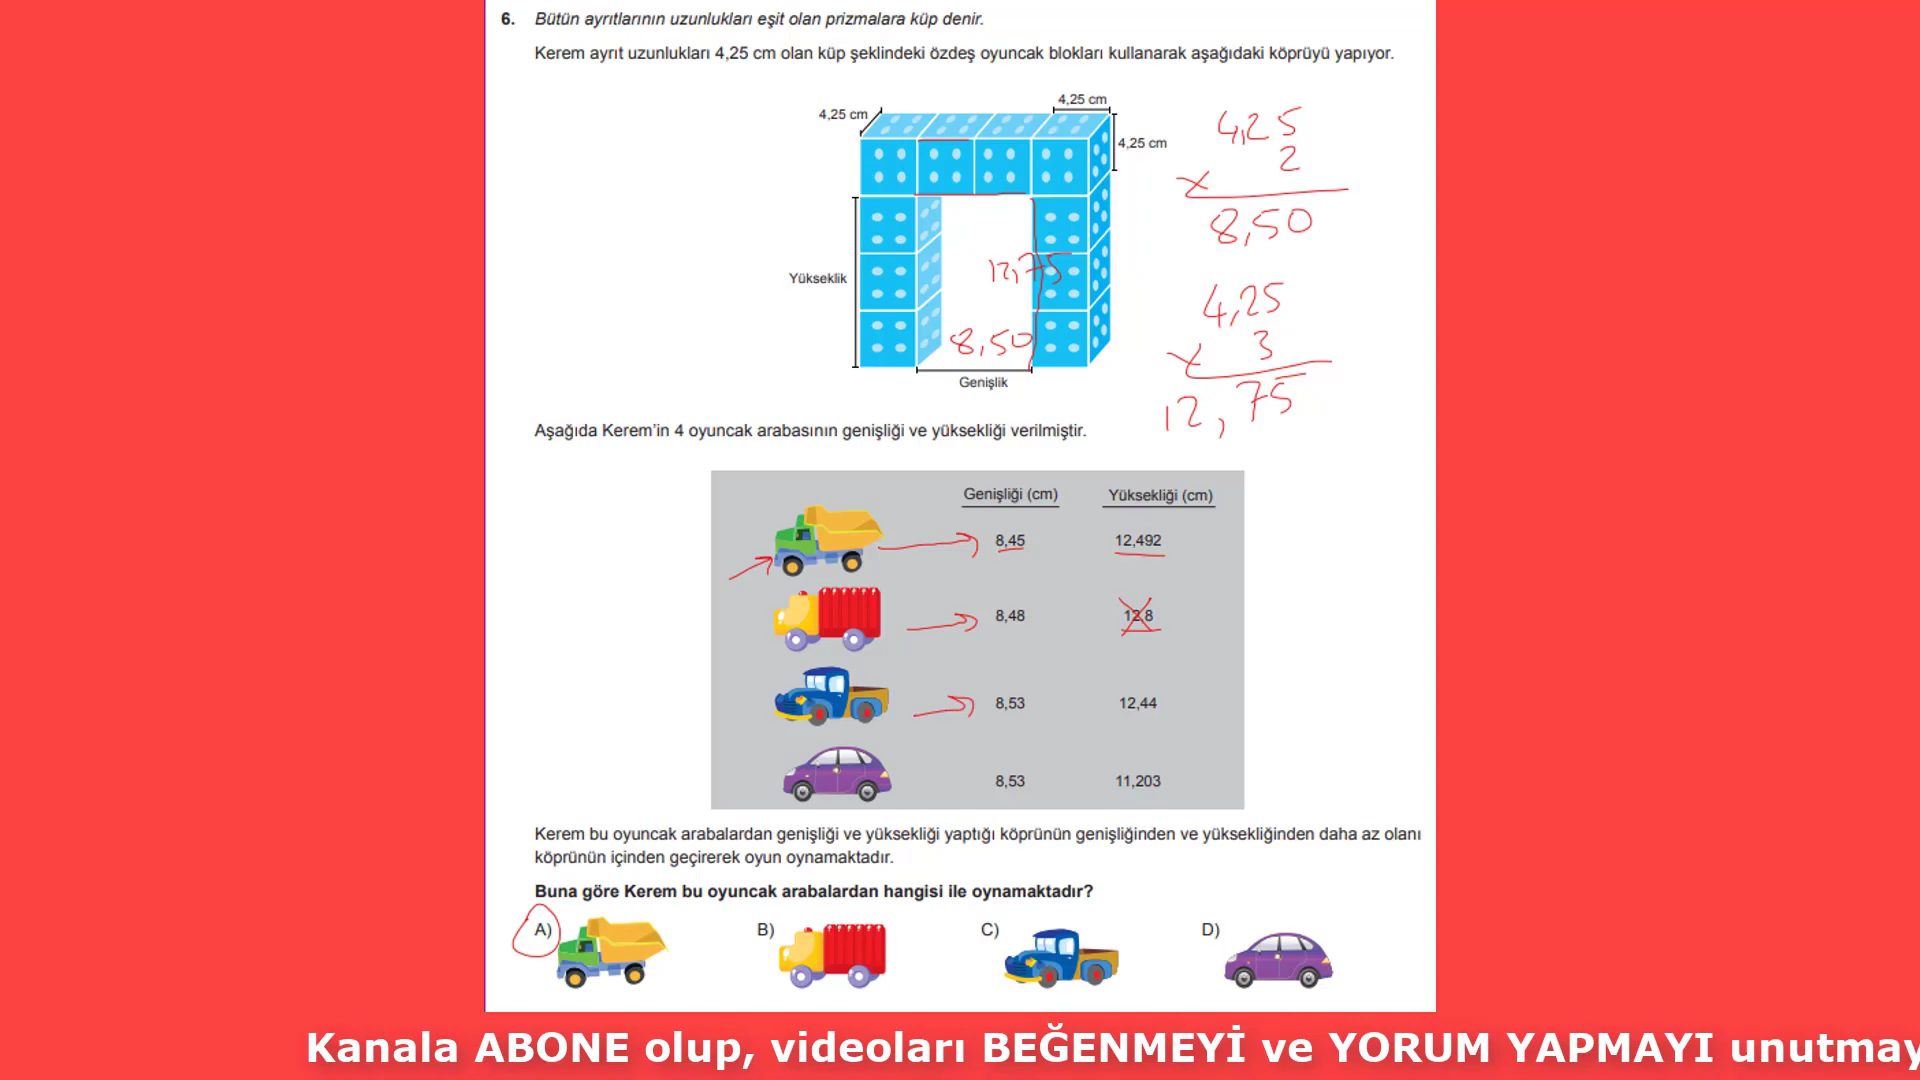 6. Bütün ayrıtlarının uzunlukları eşit olan prizmalara küp denir.
Kerem ayrıt uzunlukları 4,25 cm olan küp şeklindeki özdeş oyuncak blokları kullanarak aşağıdaki köprüyü yapıyor.
4,25 cm
4,25 cm
4,25 cm
Yükseklik
12,75
8,50
Genişlik
4,25
2
x
8,50
4,25
3
x
12,75
Aşağıda Kerem'in 4 oyuncak arabasının genişliği ve yüksekliği verilmiştir.
Genişliği (cm) Yüksekliği (cm)
8,45 12,492
8,48 12,8
8,53 12,44
8,53 11,203
Kerem bu oyuncak arabalardan genişliği ve yüksekliği yaptığı köprünün genişliğinden ve yüksekliğinden daha az olanı
köprünün içinden geçirerek oyun oynamaktadır.
Buna göre Kerem bu oyuncak arabalardan hangisi ile oynamaktadır?
A) B) C) D)
Kanala ABONE olup, videoları BEĞENMEYİ ve YORUM YAPMAYI unutmay